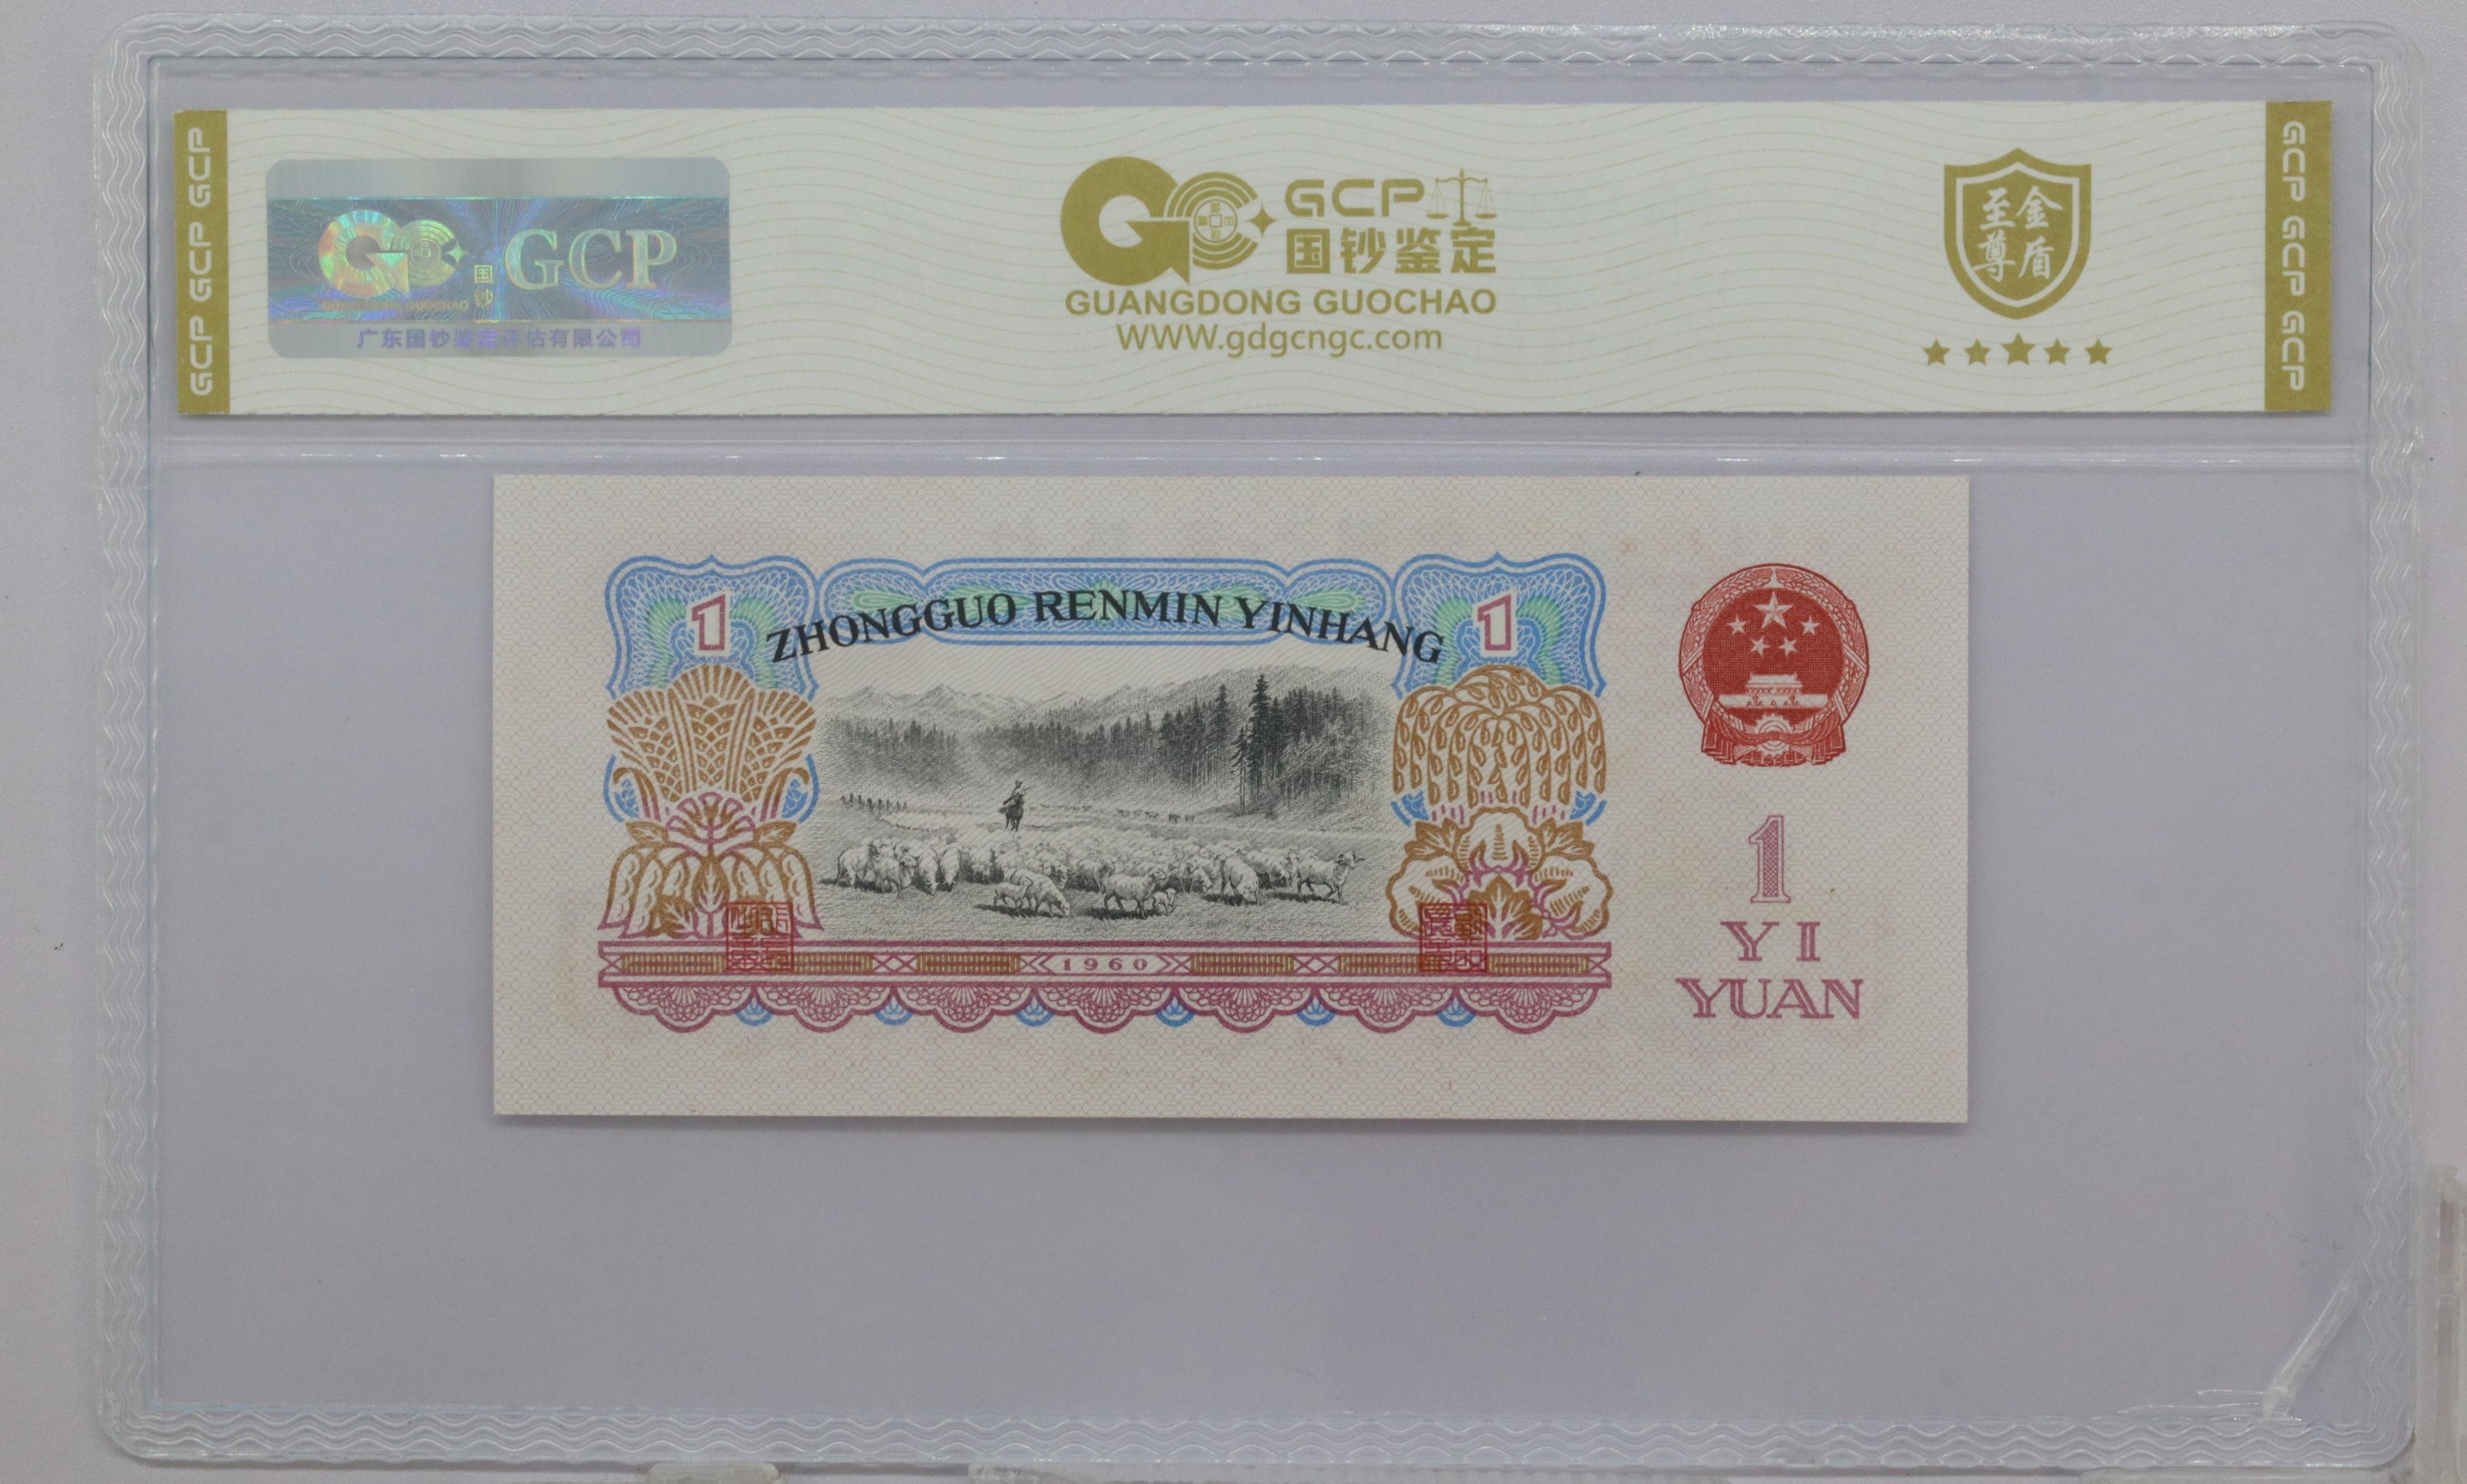 GCP GCP GCP
国钞
GCP
GUANGDONG GUOCHAO
广东国钞鉴定评估有限公司
GCP
国钞鉴定
GUANGDONG GUOCHAO
WWW.gdgcngc.com
至尊
金盾
GCP GCP GCP
ZHONGGUO RENMIN YINHANG
1
1
1960
1
YI
YUAN